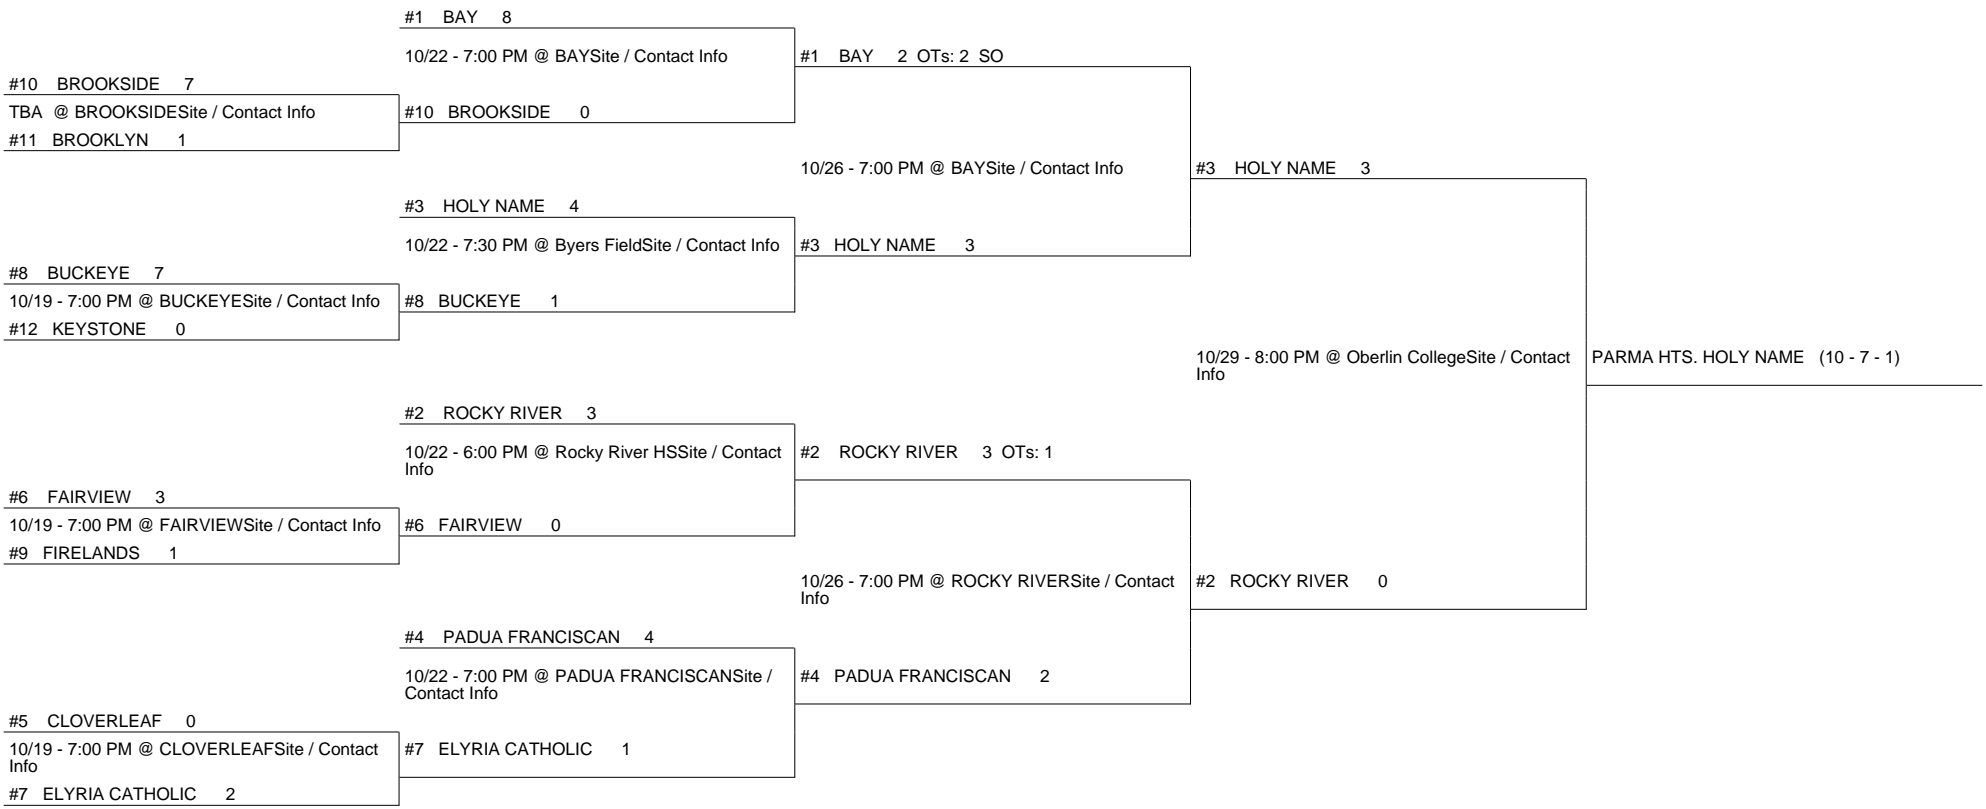 #1 BAY 8
10/22 - 7:00 PM @ BAYSite / Contact Info
#1 BAY 2 OTs: 2 SO
#10 BROOKSIDE 7
TBA @ BROOKSIDESite / Contact Info
#10 BROOKSIDE 0
#11 BROOKLYN 1
10/26 - 7:00 PM @ BAYSite / Contact Info
#3 HOLY NAME 3
#3 HOLY NAME 4
10/22 - 7:30 PM @ Byers FieldSite / Contact Info
#3 HOLY NAME 3
#8 BUCKEYE 7
10/19 - 7:00 PM @ BUCKEYESite / Contact Info
#8 BUCKEYE 1
#12 KEYSTONE 0
10/29 - 8:00 PM @ Oberlin CollegeSite / Contact
Info
PARMA HTS. HOLY NAME (10 - 7 - 1)
#2 ROCKY RIVER 3
10/22 - 6:00 PM @ Rocky River HSSite / Contact
Info
#2 ROCKY RIVER 3 OTs: 1
#6 FAIRVIEW 3
10/19 - 7:00 PM @ FAIRVIEWSite / Contact Info
#6 FAIRVIEW 0
#9 FIRELANDS 1
10/26 - 7:00 PM @ ROCKY RIVERSite / Contact
Info
#2 ROCKY RIVER 0
#4 PADUA FRANCISCAN 4
10/22 - 7:00 PM @ PADUA FRANCISCANSite /
Contact Info
#4 PADUA FRANCISCAN 2
#5 CLOVERLEAF 0
10/19 - 7:00 PM @ CLOVERLEAFSite / Contact
Info
#7 ELYRIA CATHOLIC 1
#7 ELYRIA CATHOLIC 2